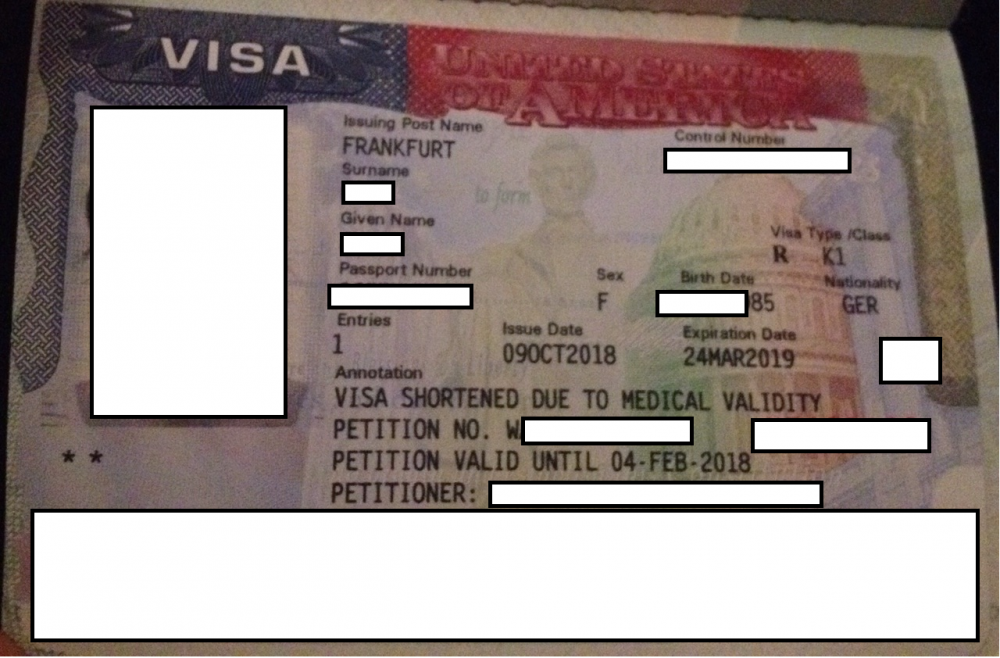 VISA
UNITED STATES
OF AMERICA
Issuing Post Name
FRANKFURT
Control Number
Surname
to form
Given Name
Visa Type /Class
R K1
Passport Number
Sex
F
Birth Date
85
Nationality
GER
Entries
1
Issue Date
09OCT2018
Expiration Date
24MAR2019
Annotation
VISA SHORTENED DUE TO MEDICAL VALIDITY
PETITION NO. W
PETITION VALID UNTIL 04-FEB-2018
PETITIONER:
**